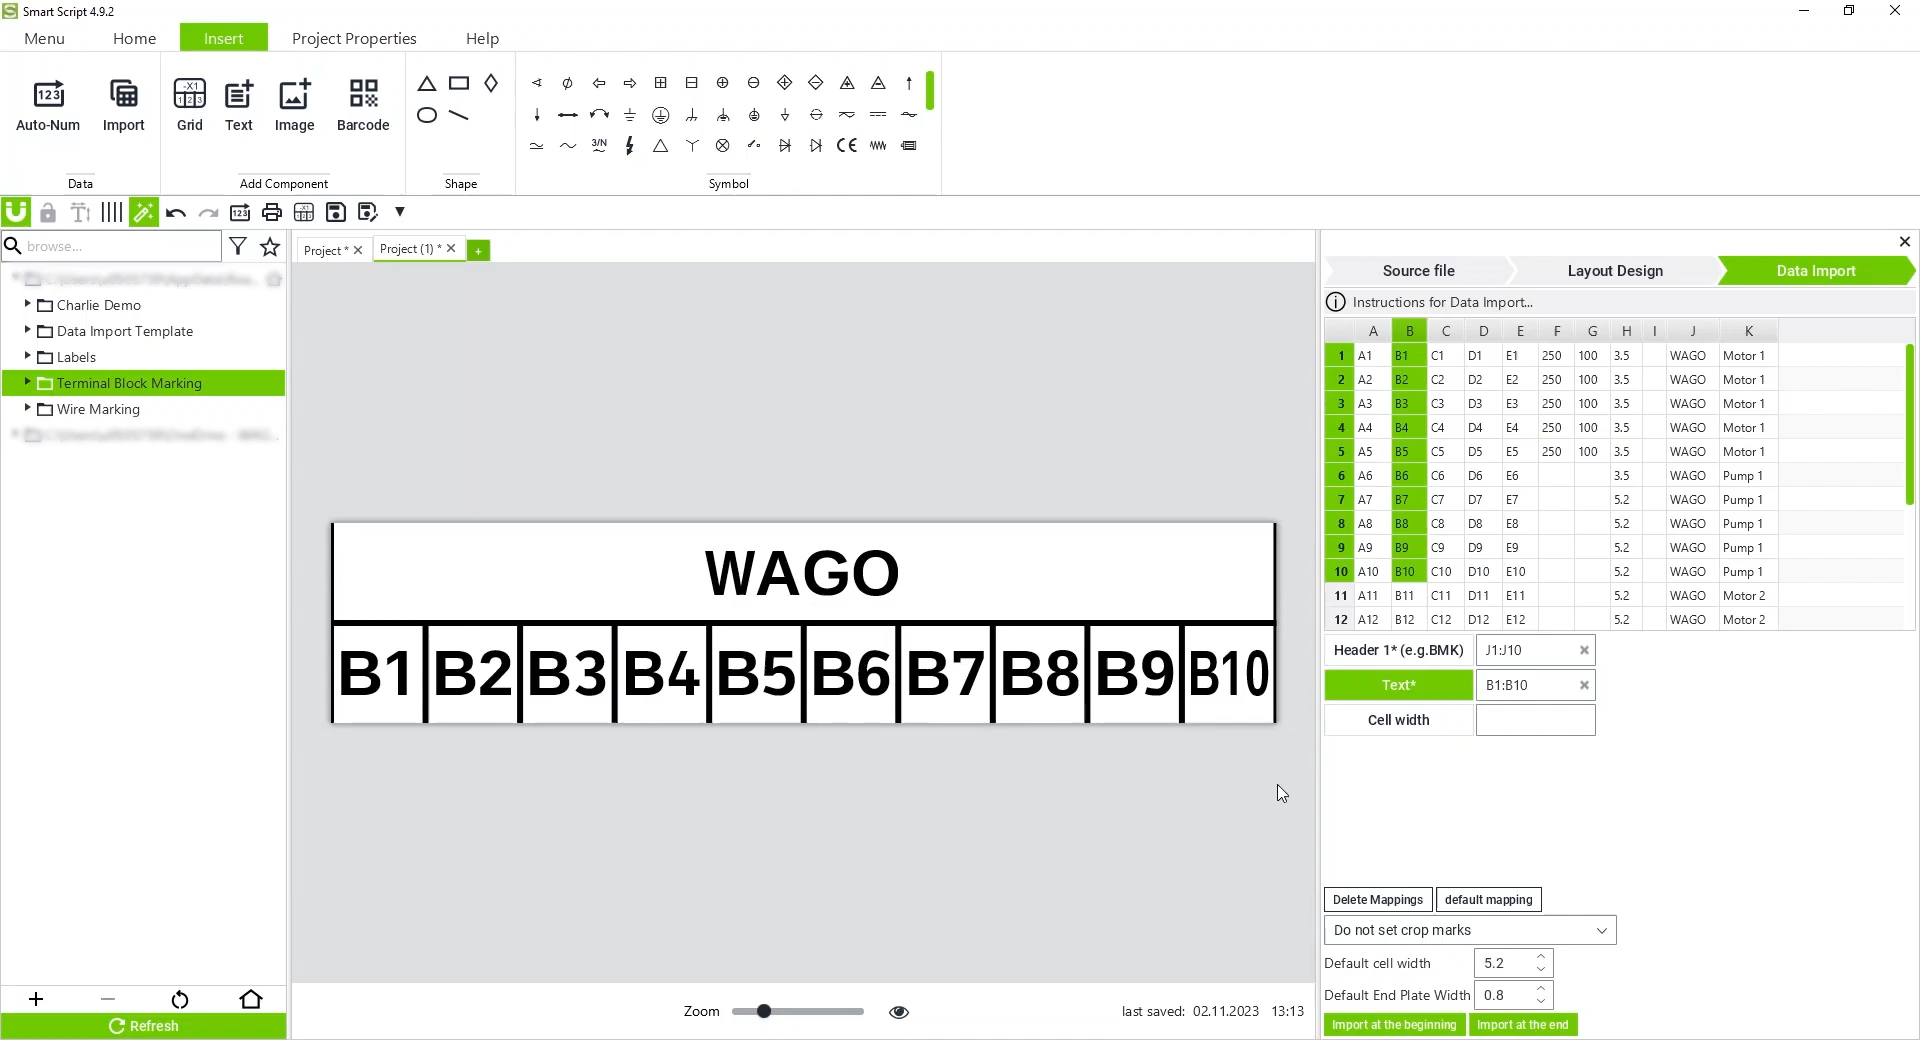 Smart Script 4.9.2
Menu Home Insert Project Properties Help
Auto-Num Import Grid Text Image Barcode
Data Add Component Shape Symbol
browse...
Project * Project (1) * +
Charlie Demo
Data Import Template
Labels
Terminal Block Marking
Wire Marking
Refresh
WAGO
B1 B2 B3 B4 B5 B6 B7 B8 B9 B10
Zoom last saved: 02.11.2023 13:13
Source file Layout Design Data Import
Instructions for Data Import...
A B C D E F G H I J K
1 A1 B1 C1 D1 E1 250 100 3.5 WAGO Motor 1
2 A2 B2 C2 D2 E2 250 100 3.5 WAGO Motor 1
3 A3 B3 C3 D3 E3 250 100 3.5 WAGO Motor 1
4 A4 B4 C4 D4 E4 250 100 3.5 WAGO Motor 1
5 A5 B5 C5 D5 E5 250 100 3.5 WAGO Motor 1
6 A6 B6 C6 D6 E6 3.5 WAGO Pump 1
7 A7 B7 C7 D7 E7 5.2 WAGO Pump 1
8 A8 B8 C8 D8 E8 5.2 WAGO Pump 1
9 A9 B9 C9 D9 E9 5.2 WAGO Pump 1
10 A10 B10 C10 D10 E10 5.2 WAGO Pump 1
11 A11 B11 C11 D11 E11 5.2 WAGO Motor 2
12 A12 B12 C12 D12 E12 5.2 WAGO Motor 2
Header 1* (e.g.BMK) J1:J10
Text* B1:B10
Cell width
Delete Mappings default mapping
Do not set crop marks
Default cell width 5.2
Default End Plate Width 0.8
Import at the beginning Import at the end